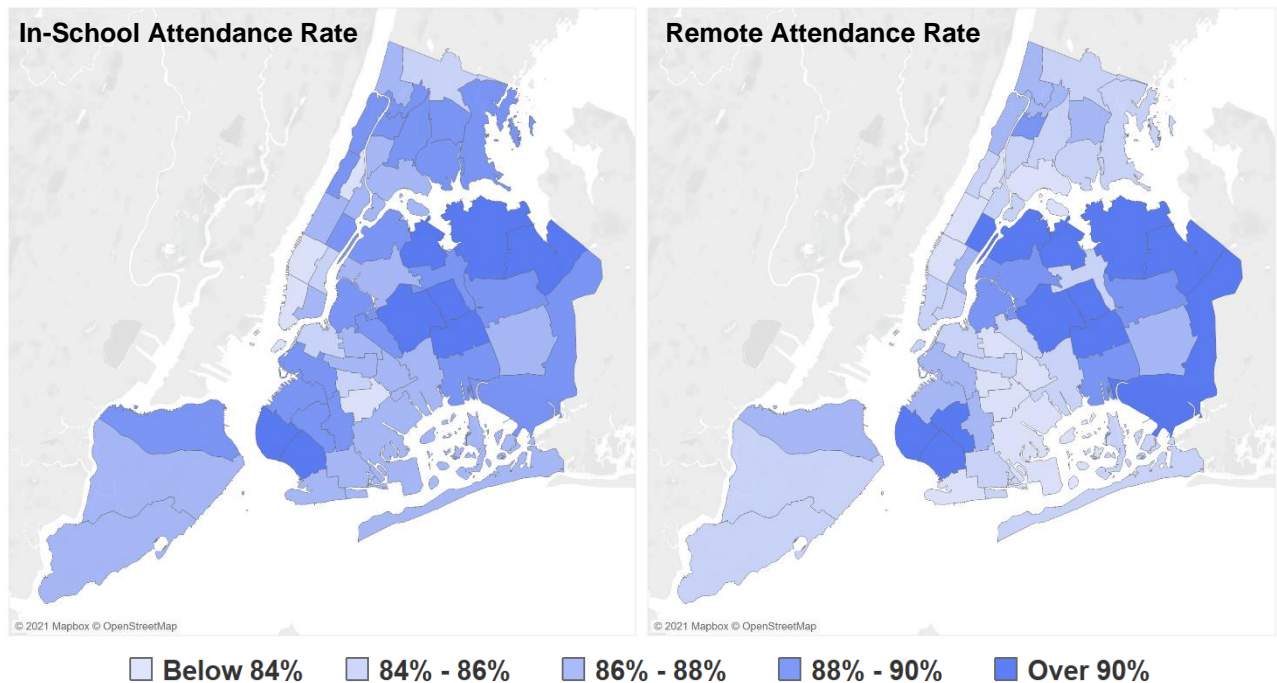 In-School Attendance Rate
Remote Attendance Rate
© 2021 Mapbox © OpenStreetMap
© 2021 Mapbox © OpenStreetMap
Below 84% 84% - 86% 86% - 88% 88% - 90% Over 90%